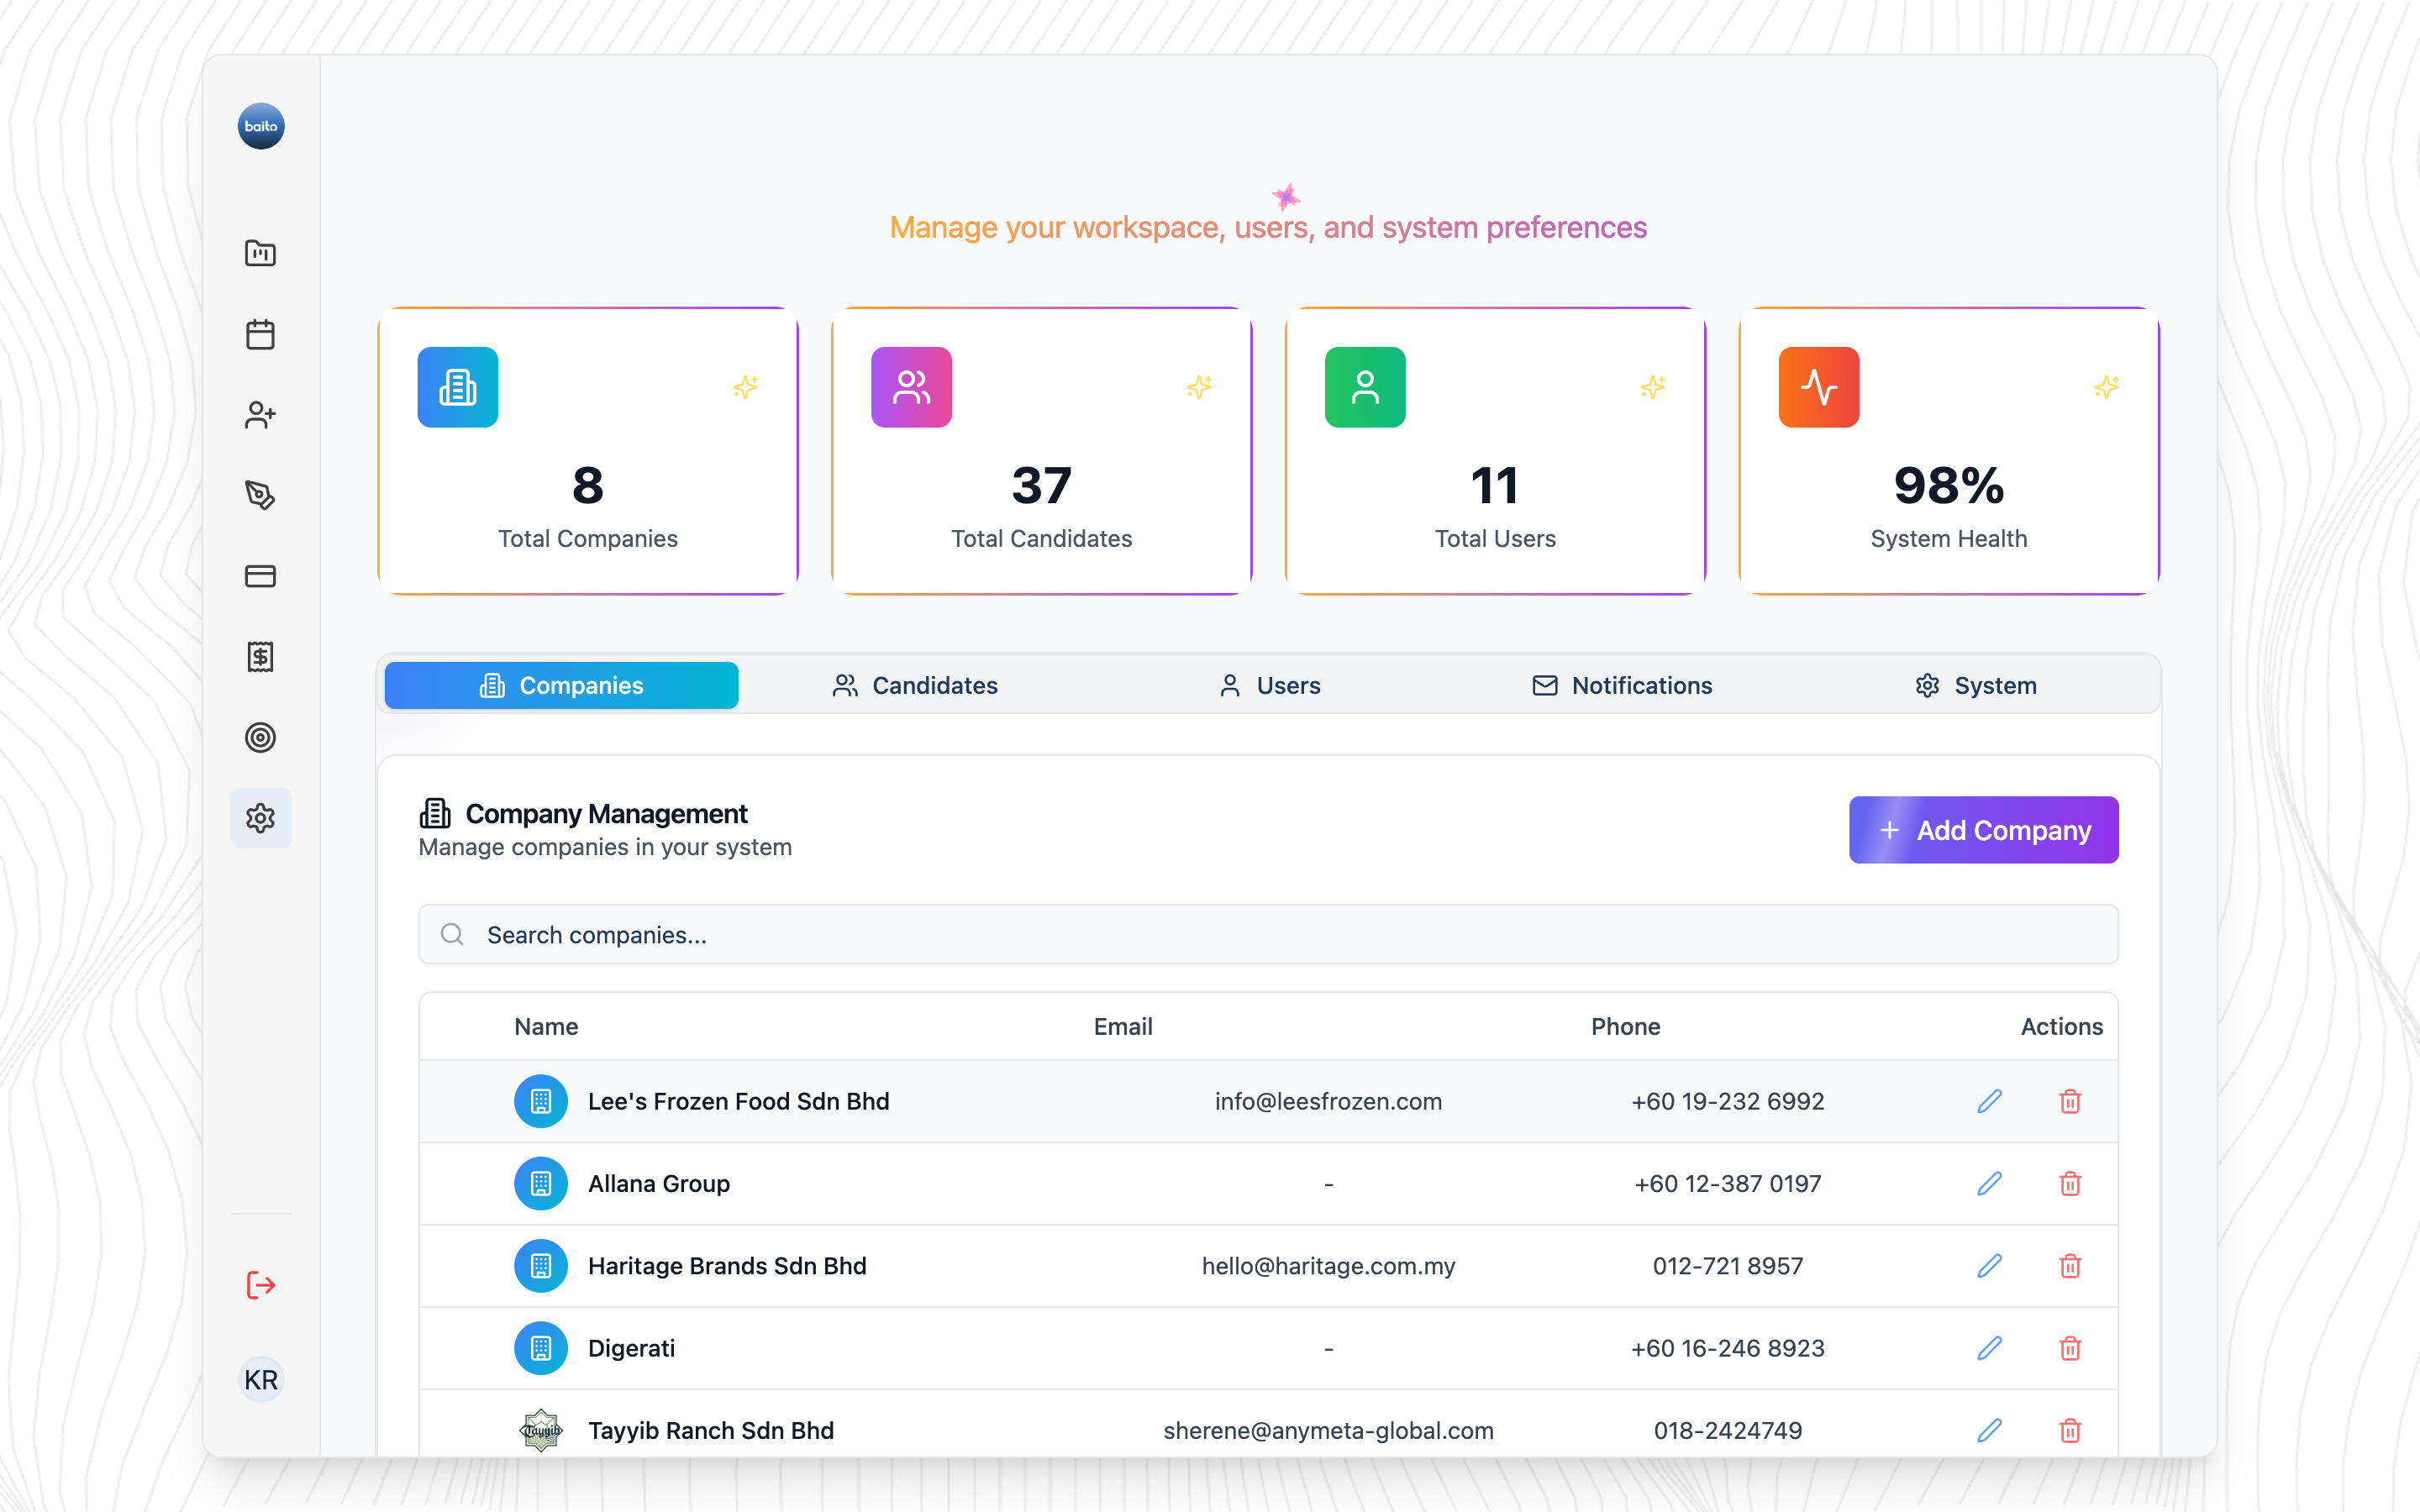 baito
Manage your workspace, users, and system preferences
8
Total Companies
37
Total Candidates
11
Total Users
98%
System Health
Companies
Candidates
Users
Notifications
System
Company Management
Manage companies in your system
+ Add Company
Search companies...
Name Email Phone Actions
Lee's Frozen Food Sdn Bhd info@leesfrozen.com +60 19-232 6992
Allana Group - +60 12-387 0197
Haritage Brands Sdn Bhd hello@haritage.com.my 012-721 8957
Digerati - +60 16-246 8923
Tayyib Tayyib Ranch Sdn Bhd sherene@anymeta-global.com 018-2424749
KR